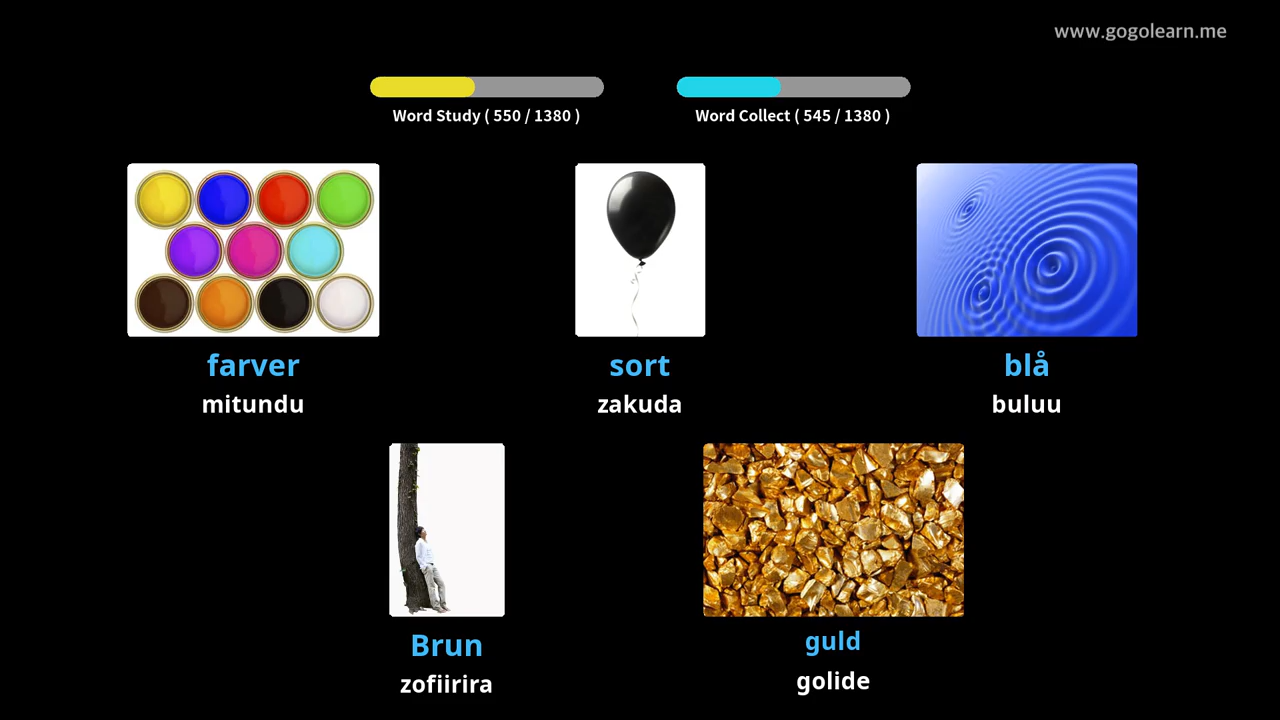 www.gogolearn.me
Word Study ( 550 / 1380 )
Word Collect ( 545 / 1380 )
farver
mitundu
sort
zakuda
blå
buluu
Brun
zofiirira
guld
golide